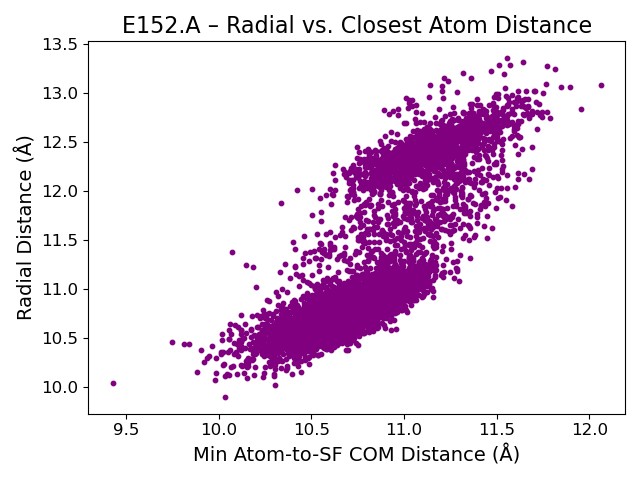 E152.A – Radial vs. Closest Atom Distance
Radial Distance (Å)
13.5
13.0
12.5
12.0
11.5
11.0
10.5
10.0
9.5 10.0 10.5 11.0 11.5 12.0
Min Atom-to-SF COM Distance (Å)